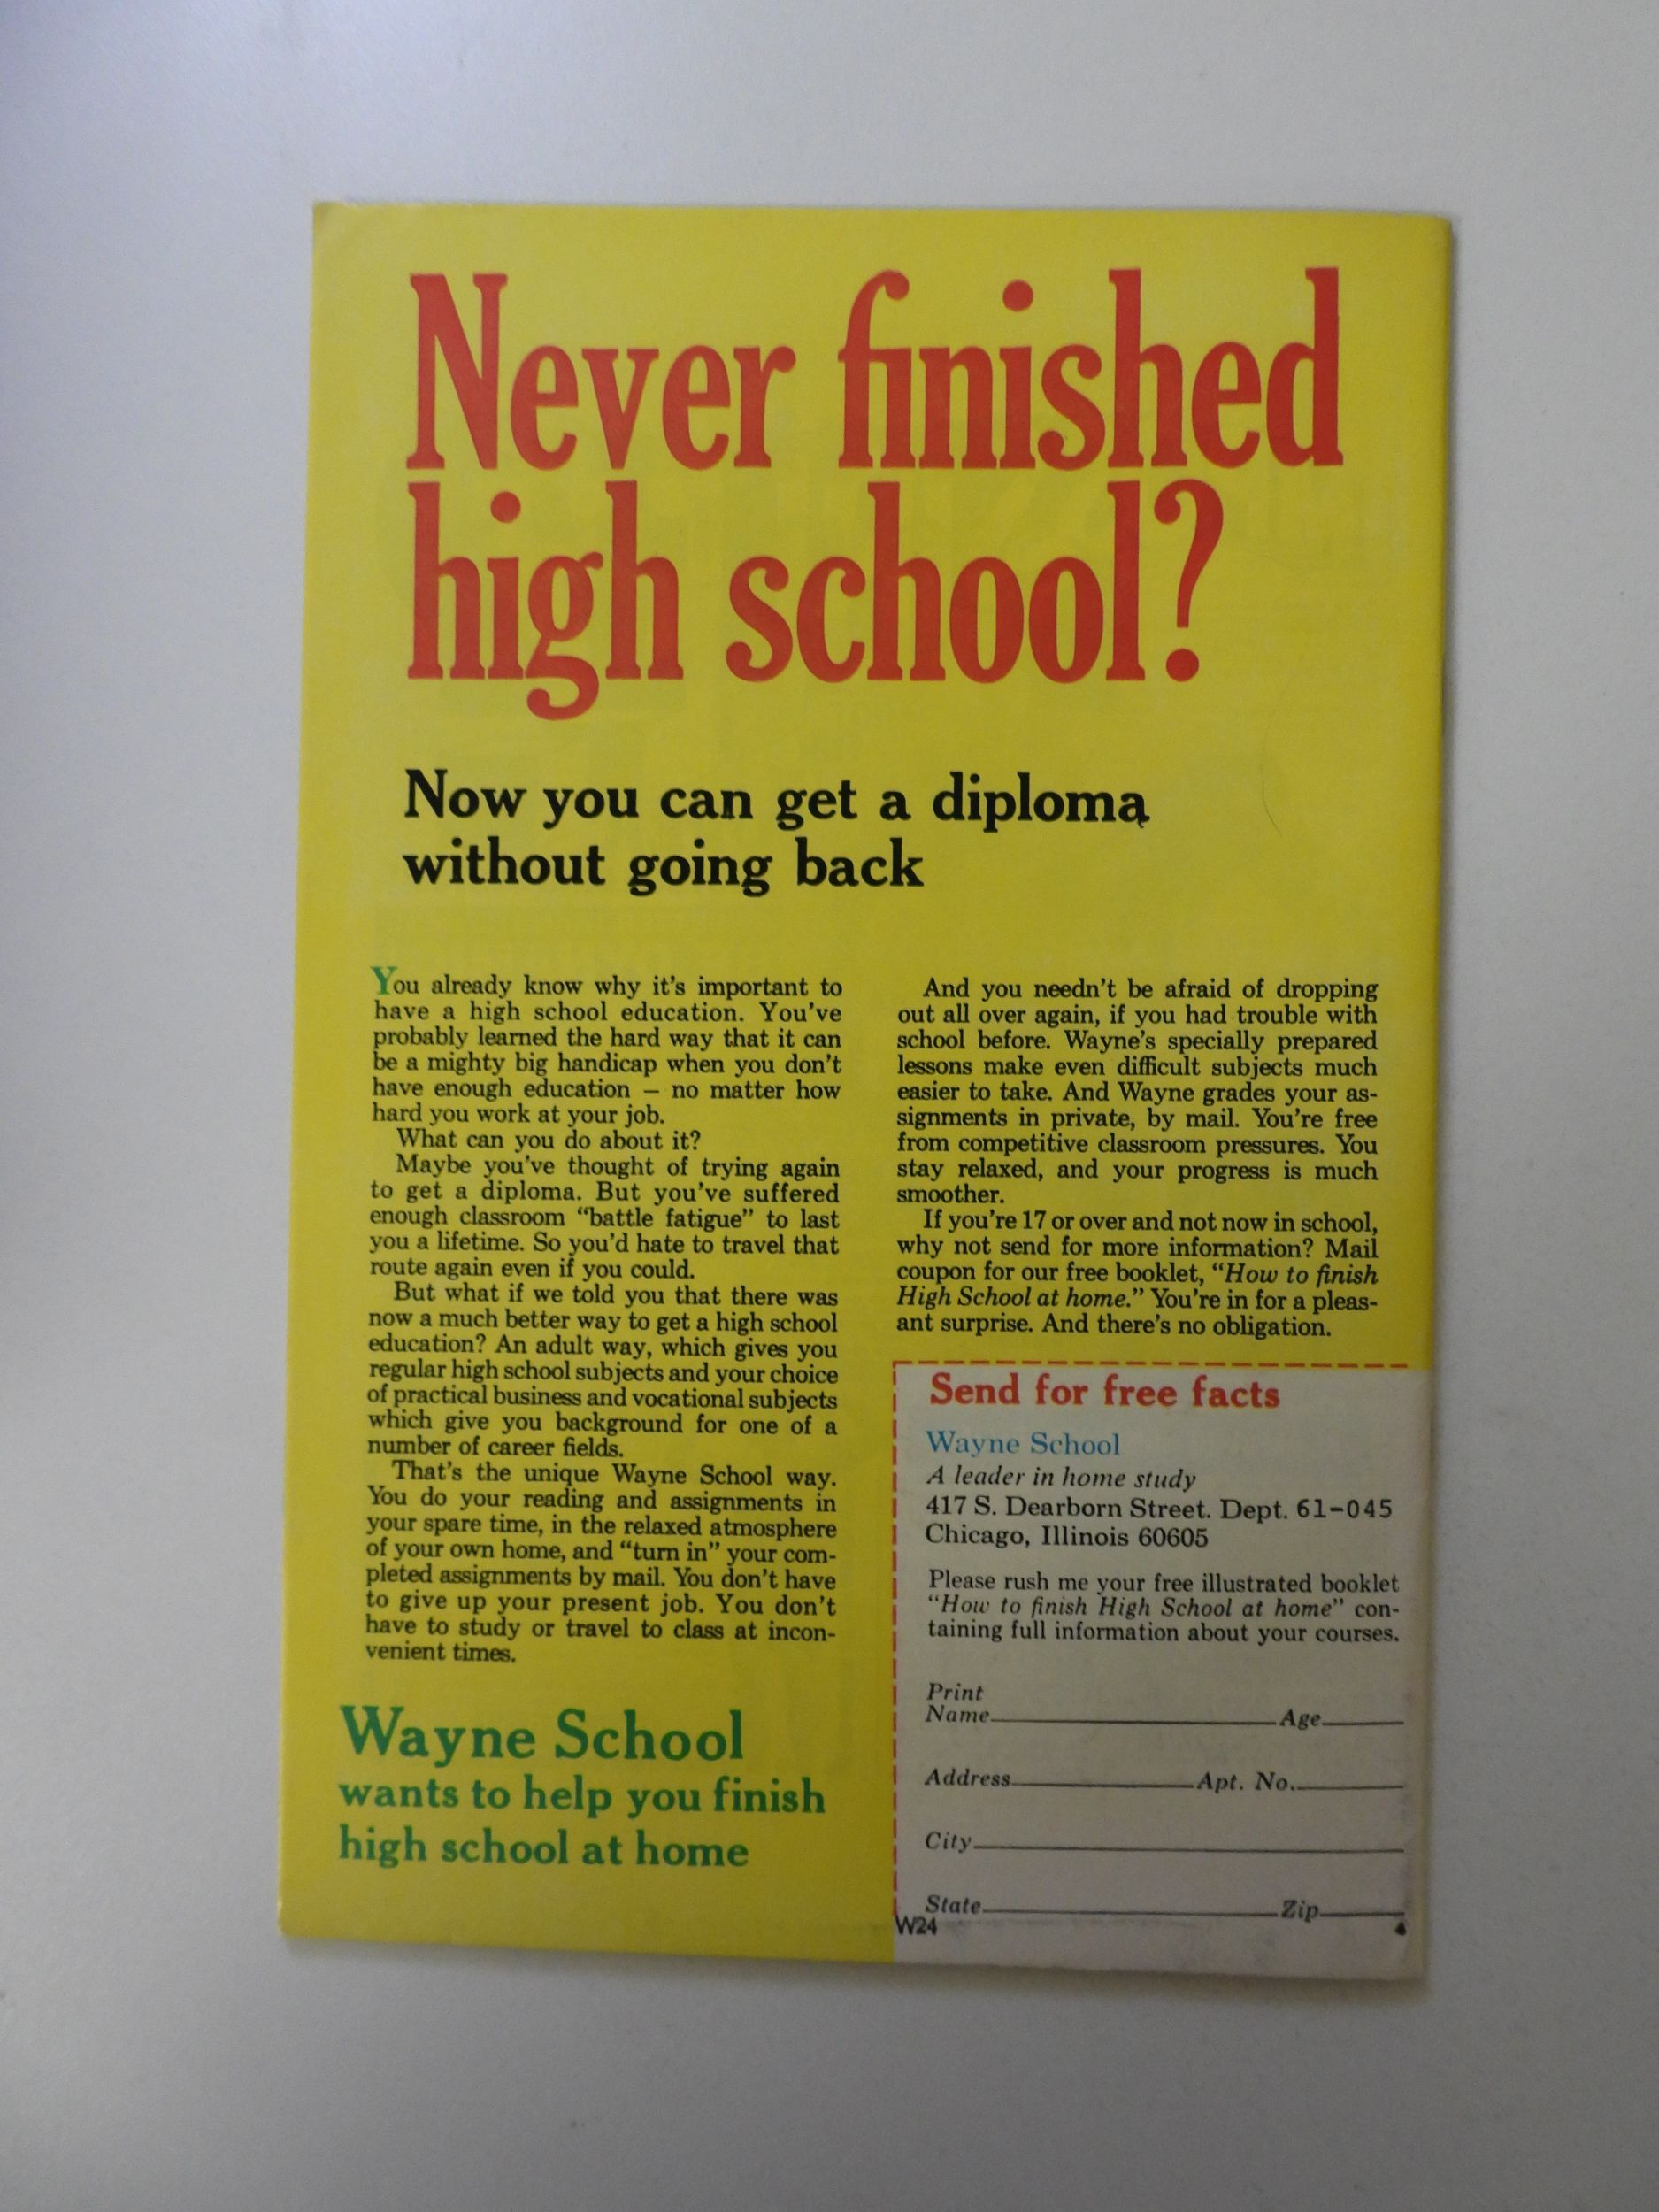 Never finished
high school?
Now you can get a diploma
without going back
You already know why it's important to
have a high school education. You've
probably learned the hard way that it can
be a mighty big handicap when you don't
have enough education — no matter how
hard you work at your job.
What can you do about it?
Maybe you've thought of trying again
to get a diploma. But you've suffered
enough classroom “battle fatigue” to last
you a lifetime. So you'd hate to travel that
route again even if you could.
But what if we told you that there was
now a much better way to get a high school
education? An adult way, which gives you
regular high school subjects and your choice
of practical business and vocational subjects
which give you background for one of a
number of career fields.
That's the unique Wayne School way.
You do your reading and assignments in
your spare time, in the relaxed atmosphere
of your own home, and “turn in” your com-
pleted assignments by mail. You don't have
to give up your present job. You don't
have to study or travel to class at incon-
venient times.
Wayne School
wants to help you finish
high school at home
And you needn't be afraid of dropping
out all over again, if you had trouble with
school before. Wayne's specially prepared
lessons make even difficult subjects much
easier to take. And Wayne grades your as-
signments in private, by mail. You're free
from competitive classroom pressures. You
stay relaxed, and your progress is much
smoother.
If you're 17 or over and not now in school,
why not send for more information? Mail
coupon for our free booklet, “How to finish
High School at home.” You're in for a pleas-
ant surprise. And there's no obligation.
Send for free facts
Wayne School
A leader in home study
417 S. Dearborn Street. Dept. 61-045
Chicago, Illinois 60605
Please rush me your free illustrated booklet
“How to finish High School at home” con-
taining full information about your courses.
Print
Name Age
Address Apt. No.
City
State Zip
W24